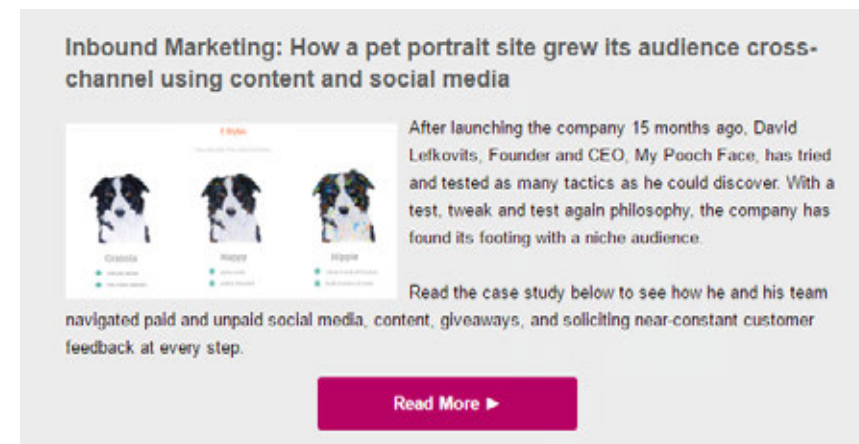 Inbound Marketing: How a pet portrait site grew its audience cross-
channel using content and social media
After launching the company 15 months ago, David
Lefkovits, Founder and CEO, My Pooch Face, has tried
and tested as many tactics as he could discover. With a
test, tweak and test again philosophy, the company has
found its footing with a niche audience.
Read the case study below to see how he and his team
navigated paid and unpaid social media, content, giveaways, and soliciting near-constant customer
feedback at every step.
Granola
Happy
Hippie
Read More ►